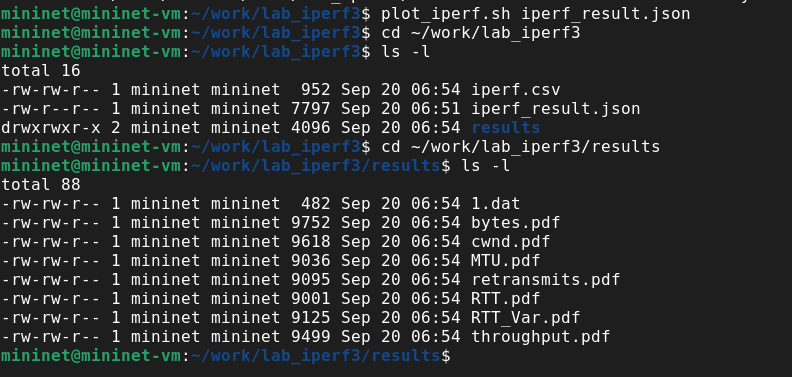 mininet@mininet-vm:~/work/lab_iperf3$ plot_iperf.sh iperf_result.json
mininet@mininet-vm:~/work/lab_iperf3$ cd ~/work/lab_iperf3
mininet@mininet-vm:~/work/lab_iperf3$ ls -l
total 16
-rw-rw-r-- 1 mininet mininet  952 Sep 20 06:54 iperf.csv
-rw-r--r-- 1 mininet mininet 7797 Sep 20 06:51 iperf_result.json
drwxrwxr-x 2 mininet mininet 4096 Sep 20 06:54 results
mininet@mininet-vm:~/work/lab_iperf3$ cd ~/work/lab_iperf3/results
mininet@mininet-vm:~/work/lab_iperf3/results$ ls -l
total 88
-rw-rw-r-- 1 mininet mininet  482 Sep 20 06:54 1.dat
-rw-rw-r-- 1 mininet mininet 9752 Sep 20 06:54 bytes.pdf
-rw-rw-r-- 1 mininet mininet 9618 Sep 20 06:54 cwnd.pdf
-rw-rw-r-- 1 mininet mininet 9036 Sep 20 06:54 MTU.pdf
-rw-rw-r-- 1 mininet mininet 9095 Sep 20 06:54 retransmits.pdf
-rw-rw-r-- 1 mininet mininet 9001 Sep 20 06:54 RTT.pdf
-rw-rw-r-- 1 mininet mininet 9125 Sep 20 06:54 RTT_Var.pdf
-rw-rw-r-- 1 mininet mininet 9499 Sep 20 06:54 throughput.pdf
mininet@mininet-vm:~/work/lab_iperf3/results$